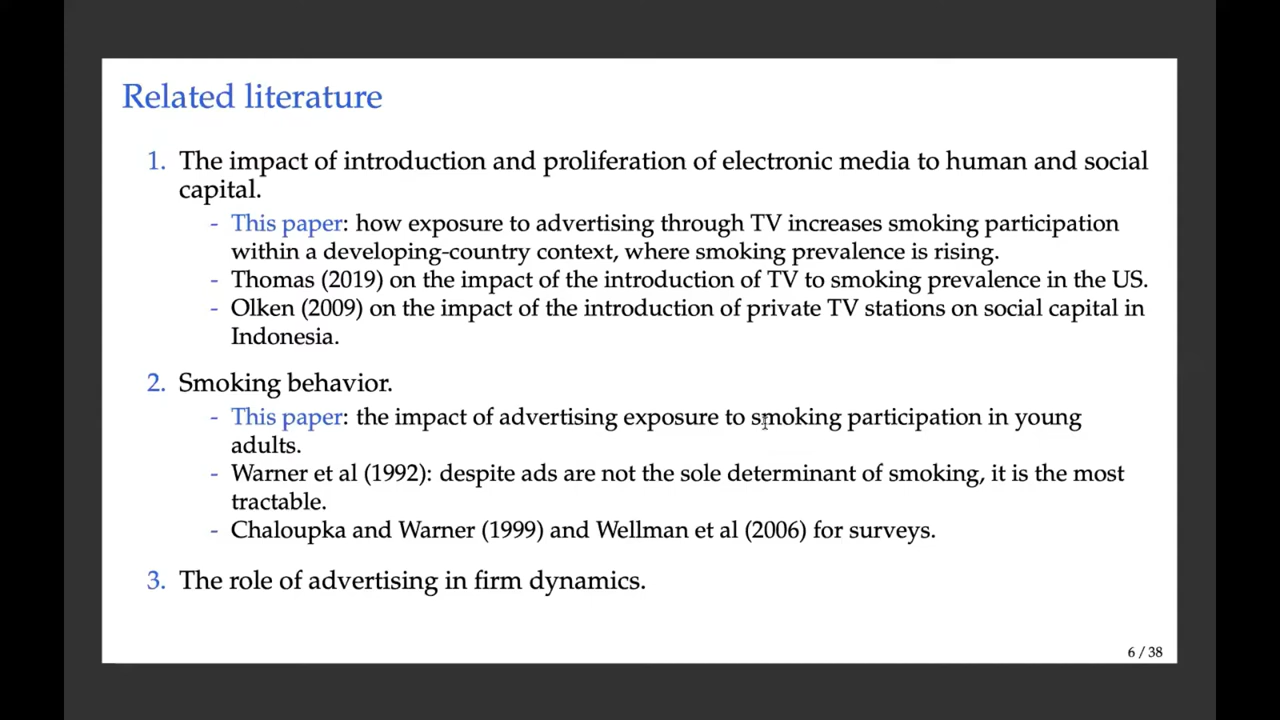 Related literature
1. The impact of introduction and proliferation of electronic media to human and social
capital.
- This paper: how exposure to advertising through TV increases smoking participation
within a developing-country context, where smoking prevalence is rising.
- Thomas (2019) on the impact of the introduction of TV to smoking prevalence in the US.
- Olken (2009) on the impact of the introduction of private TV stations on social capital in
Indonesia.
2. Smoking behavior.
- This paper: the impact of advertising exposure to smoking participation in young
adults.
- Warner et al (1992): despite ads are not the sole determinant of smoking, it is the most
tractable.
- Chaloupka and Warner (1999) and Wellman et al (2006) for surveys.
3. The role of advertising in firm dynamics.
6 / 38